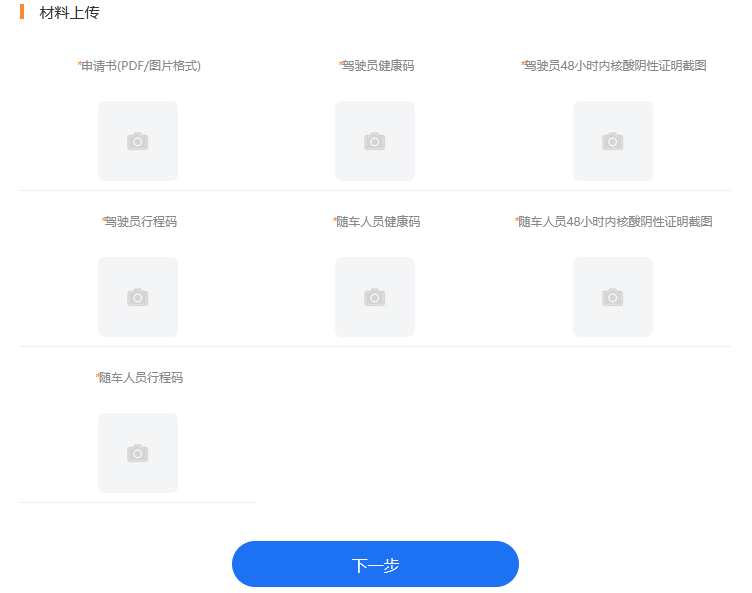 材料上传
*申请书(PDF/图片格式)
*驾驶员健康码
*驾驶员48小时内核酸阴性证明截图
*驾驶员行程码
*随车人员健康码
*随车人员48小时内核酸阴性证明截图
*随车人员行程码
下一步